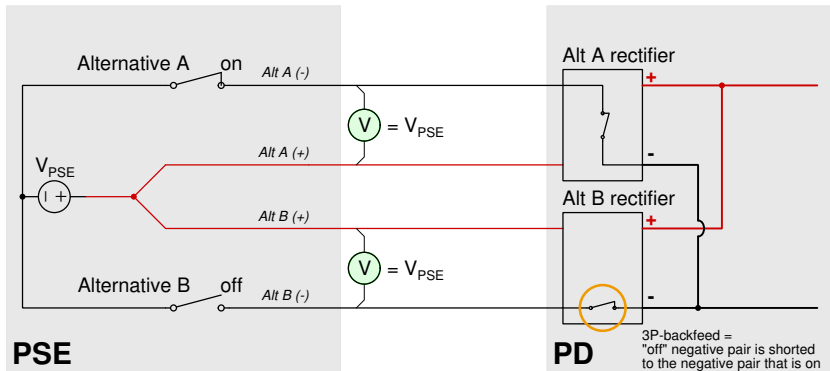 Alternative A on
Alt A (-)
Alt A rectifier
+
V = VPSE
Alt A (+)
-
VPSE
Alt B (+)
Alt B rectifier
+
V = VPSE
Alternative B off
Alt B (-)
-
PSE
PD
3P-backfeed =
"off" negative pair is shorted
to the negative pair that is on